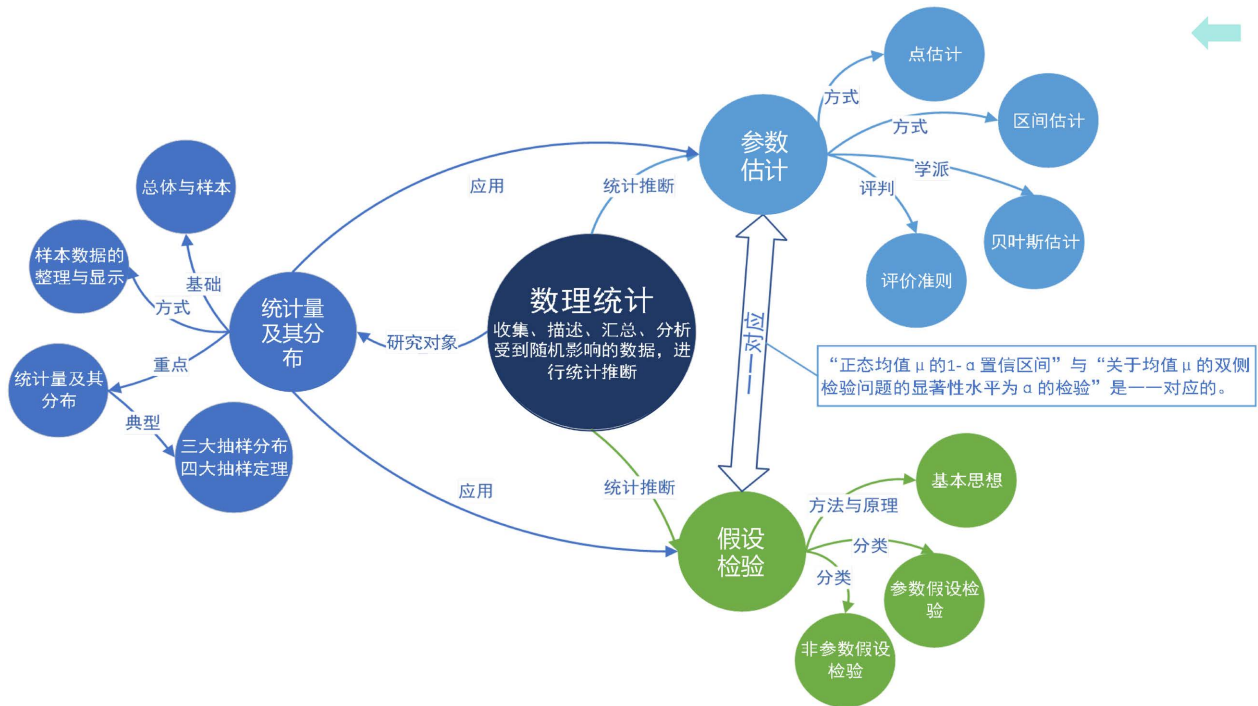 点估计
方式
参数
估计
方式
区间估计
学派
评判
贝叶斯估计
评价准则
总体与样本
应用
统计推断
样本数据的
整理与显示
基础
方式
统计量
及其分
布
研究对象
数理统计
收集、描述、汇总、分析
受到随机影响的数据，进
行统计推断
一一对应
“正态均值μ的1-α置信区间”与“关于均值μ的双侧
检验问题的显著性水平为α的检验”是一一对应的。
重点
统计量及其
分布
典型
三大抽样分布
四大抽样定理
应用
统计推断
假设
检验
方法与原理
基本思想
分类
参数假设检
验
分类
非参数假设
检验